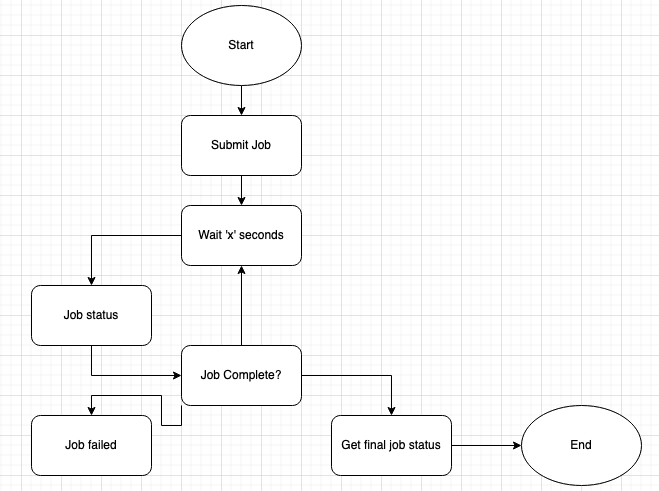 Start
Submit Job
Wait 'x' seconds
Job status
Job Complete?
Job failed
Get final job status
End